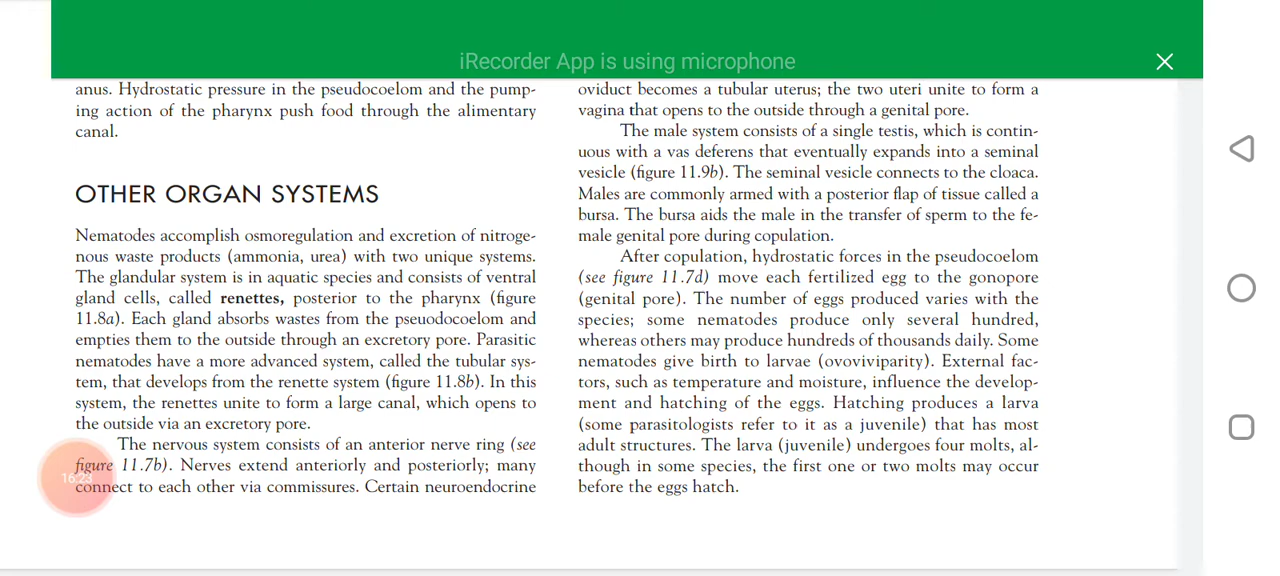 iRecorder App is using microphone
anus. Hydrostatic pressure in the pseudocoelom and the pump-
ing action of the pharynx push food through the alimentary
canal.
OTHER ORGAN SYSTEMS
Nematodes accomplish osmoregulation and excretion of nitroge-
nous waste products (ammonia, urea) with two unique systems.
The glandular system is in aquatic species and consists of ventral
gland cells, called renettes, posterior to the pharynx (figure
11.8a). Each gland absorbs wastes from the pseuodocoelom and
empties them to the outside through an excretory pore. Parasitic
nematodes have a more advanced system, called the tubular sys-
tem, that develops from the renette system (figure 11.8b). In this
system, the renettes unite to form a large canal, which opens to
the outside via an excretory pore.
The nervous system consists of an anterior nerve ring (see
figure 11.7b). Nerves extend anteriorly and posteriorly; many
connect to each other via commissures. Certain neuroendocrine
16:23
oviduct becomes a tubular uterus; the two uteri unite to form a
vagina that opens to the outside through a genital pore.
The male system consists of a single testis, which is contin-
uous with a vas deferens that eventually expands into a seminal
vesicle (figure 11.9b). The seminal vesicle connects to the cloaca.
Males are commonly armed with a posterior flap of tissue called a
bursa. The bursa aids the male in the transfer of sperm to the fe-
male genital pore during copulation.
After copulation, hydrostatic forces in the pseudocoelom
(see figure 11.7d) move each fertilized egg to the gonopore
(genital pore). The number of eggs produced varies with the
species; some nematodes produce only several hundred,
whereas others may produce hundreds of thousands daily. Some
nematodes give birth to larvae (ovoviviparity). External fac-
tors, such as temperature and moisture, influence the develop-
ment and hatching of the eggs. Hatching produces a larva
(some parasitologists refer to it as a juvenile) that has most
adult structures. The larva (juvenile) undergoes four molts, al-
though in some species, the first one or two molts may occur
before the eggs hatch.